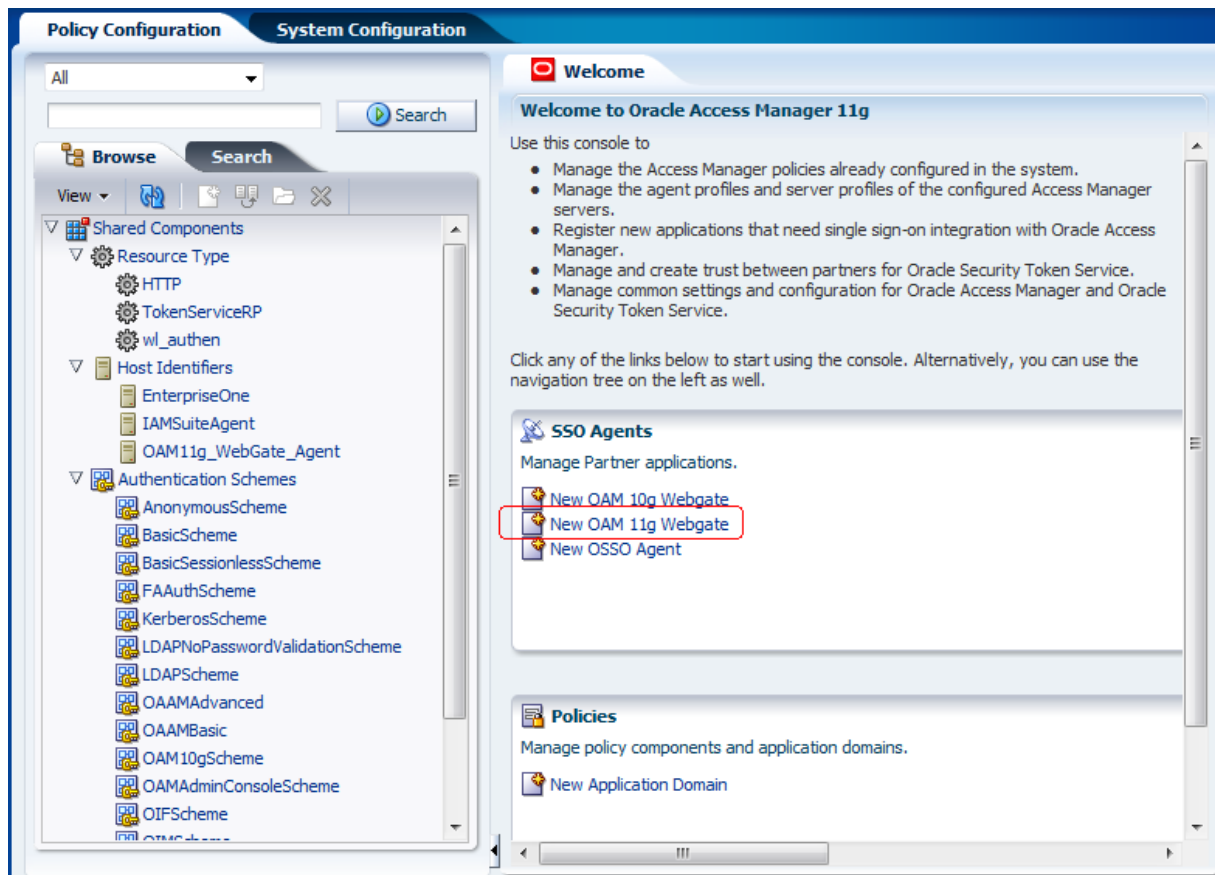 Policy Configuration System Configuration
All
Search
Browse Search
View
Shared Components
Resource Type
HTTP
TokenServiceRP
wl_authen
Host Identifiers
EnterpriseOne
IAMSuiteAgent
OAM11g_WebGate_Agent
Authentication Schemes
AnonymousScheme
BasicScheme
BasicSessionlessScheme
FAAuthScheme
KerberosScheme
LDAPNoPasswordValidationScheme
LDAPScheme
OAAMAdvanced
OAAMBasic
OAM10gScheme
OAMAdminConsoleScheme
OIFScheme
Welcome
Welcome to Oracle Access Manager 11g
Use this console to
• Manage the Access Manager policies already configured in the system.
• Manage the agent profiles and server profiles of the configured Access Manager
servers.
• Register new applications that need single sign-on integration with Oracle Access
Manager.
• Manage and create trust between partners for Oracle Security Token Service.
• Manage common settings and configuration for Oracle Access Manager and Oracle
Security Token Service.
Click any of the links below to start using the console. Alternatively, you can use the
navigation tree on the left as well.
SSO Agents
Manage Partner applications.
New OAM 10g Webgate
New OAM 11g Webgate
New OSSO Agent
Policies
Manage policy components and application domains.
New Application Domain